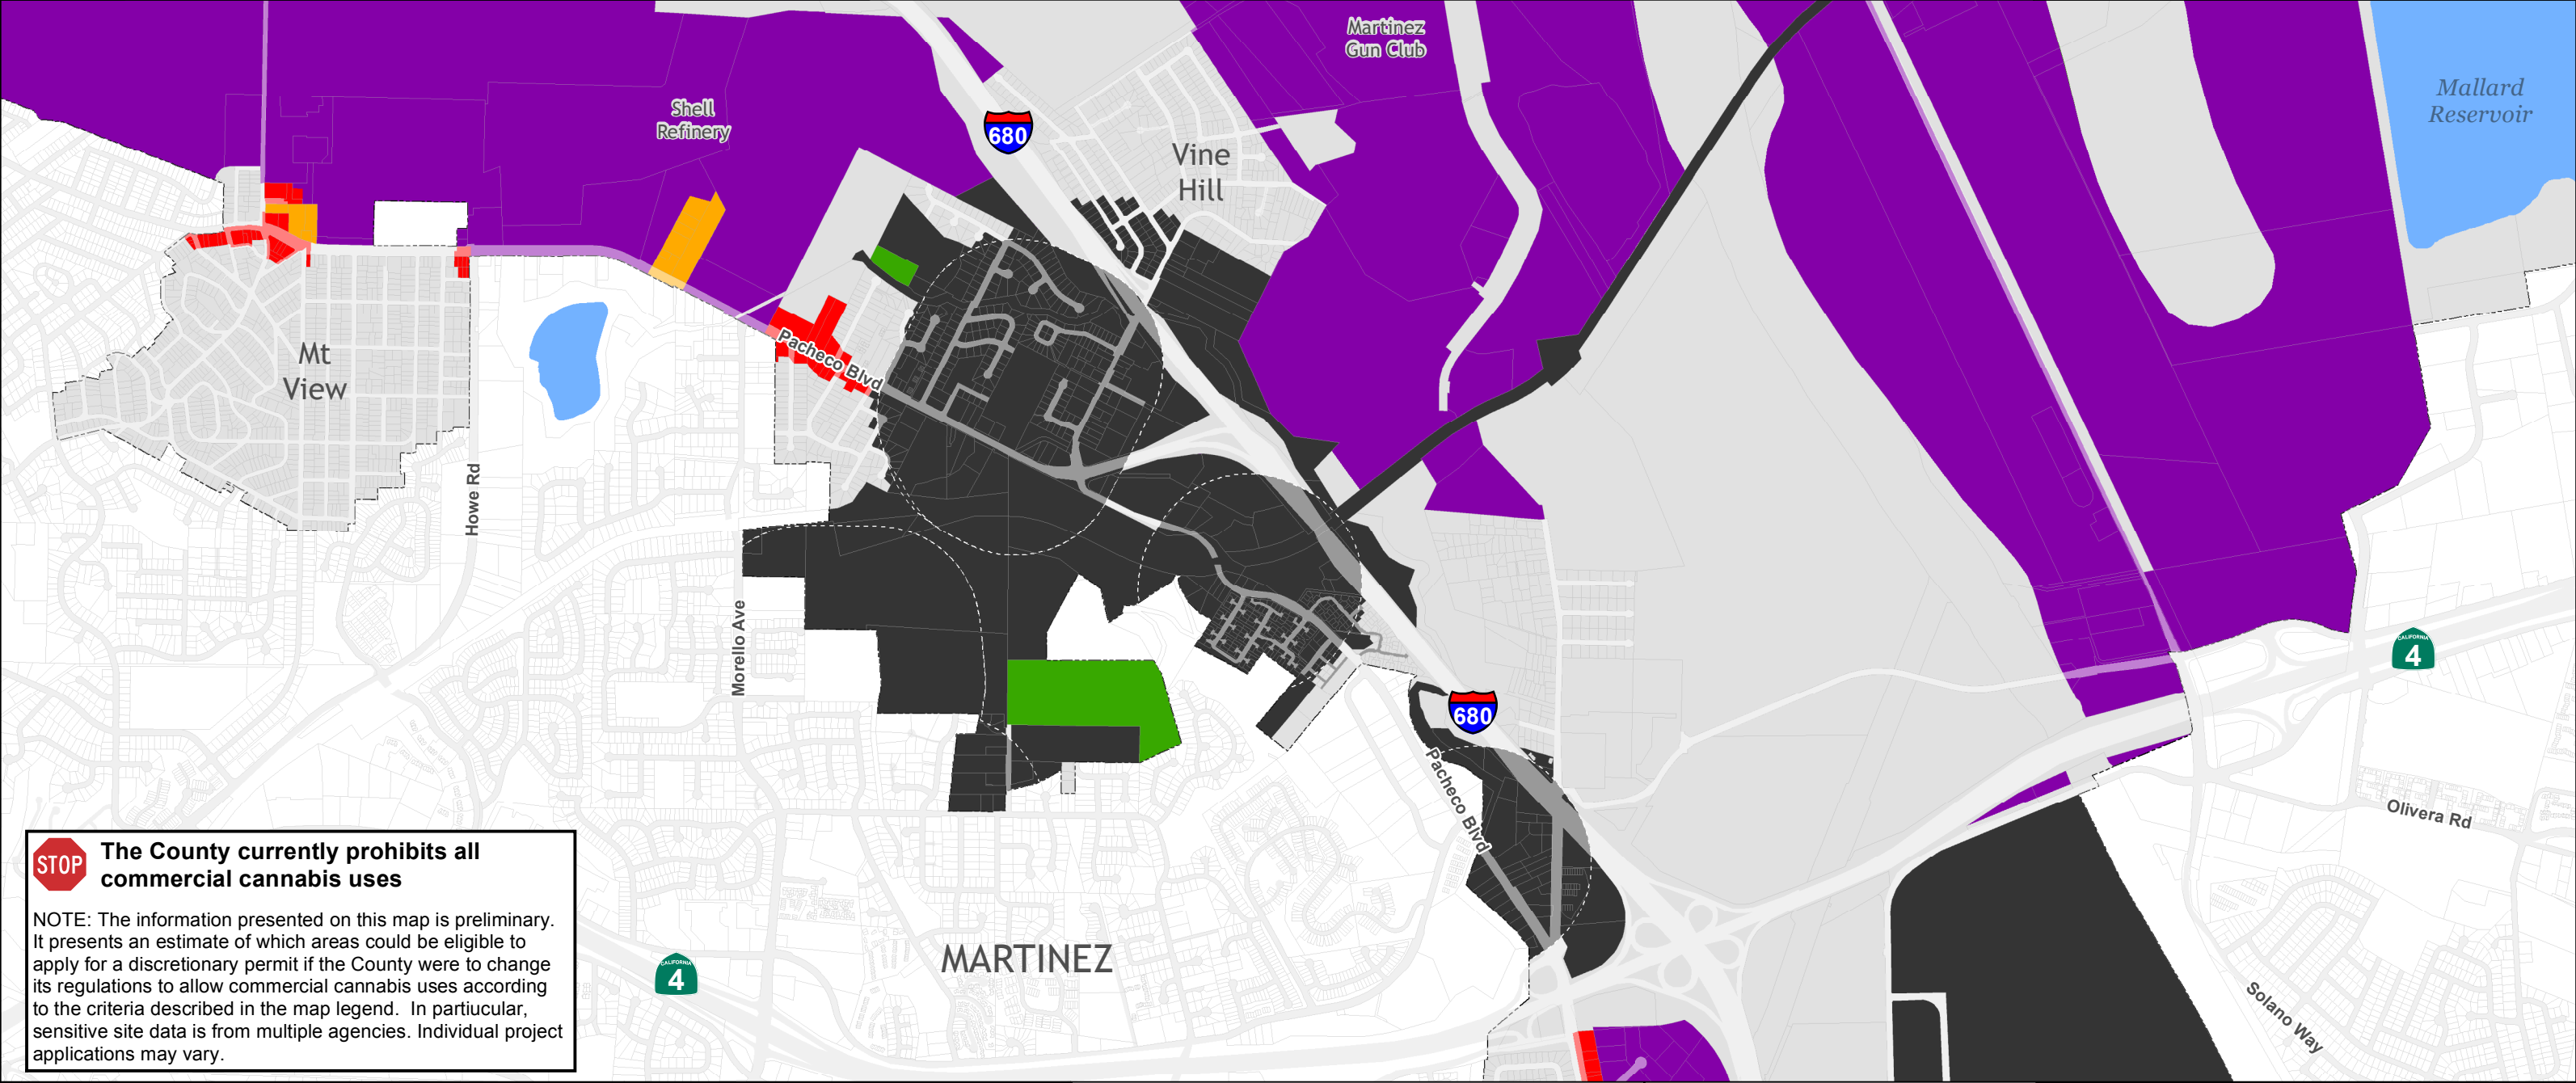 Martinez
Gun Club
Mallard
Reservoir
Shell
Refinery
680
Vine
Hill
Mt
View
Pacheco Blvd
Howe Rd
Morello Ave
CALIFORNIA
4
680
Pacheco Blvd
Olivera Rd
MARTINEZ
CALIFORNIA
4
Solano Way
STOP
The County currently prohibits all
commercial cannabis uses
NOTE: The information presented on this map is preliminary.
It presents an estimate of which areas could be eligible to
apply for a discretionary permit if the County were to change
its regulations to allow commercial cannabis uses according
to the criteria described in the map legend.  In partiucular,
sensitive site data is from multiple agencies. Individual project
applications may vary.